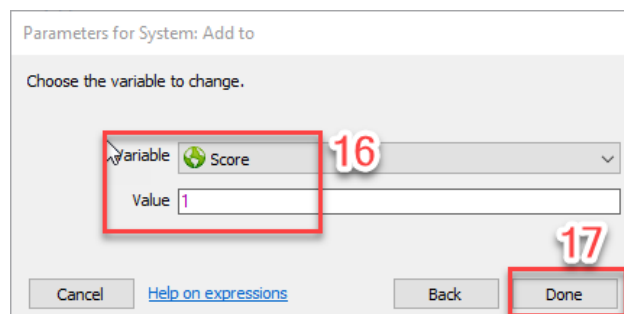 Parameters for System: Add to
Choose the variable to change.
Variable Score 16
Value 1
17
Cancel Help on expressions Back Done